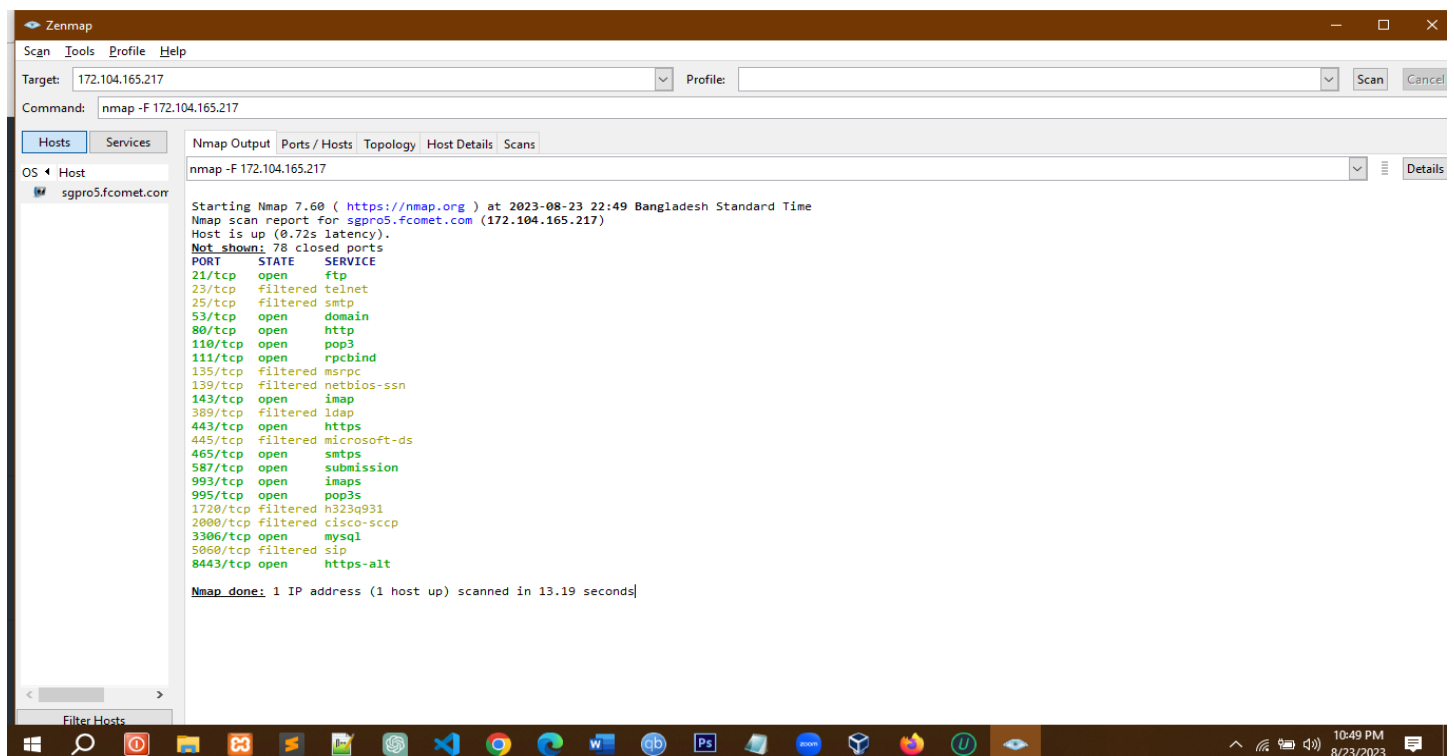 Zenmap
Scan Tools Profile Help
Target: 172.104.165.217 Profile: Scan Cancel
Command: nmap -F 172.104.165.217
Hosts Services Nmap Output Ports / Hosts Topology Host Details Scans
OS Host nmap -F 172.104.165.217 Details
sgpro5.fcomet.com
Starting Nmap 7.60 ( https://nmap.org ) at 2023-08-23 22:49 Bangladesh Standard Time
Nmap scan report for sgpro5.fcomet.com (172.104.165.217)
Host is up (0.72s latency).
Not shown: 78 closed ports
PORT STATE SERVICE
21/tcp open ftp
23/tcp filtered telnet
25/tcp filtered smtp
53/tcp open domain
80/tcp open http
110/tcp open pop3
111/tcp open rpcbind
135/tcp filtered msrpc
139/tcp filtered netbios-ssn
143/tcp open imap
389/tcp filtered ldap
443/tcp open https
445/tcp filtered microsoft-ds
465/tcp open smtps
587/tcp open submission
993/tcp open imaps
995/tcp open pop3s
1720/tcp filtered h323q931
2000/tcp filtered cisco-sccp
3306/tcp open mysql
5060/tcp filtered sip
8443/tcp open https-alt
Nmap done: 1 IP address (1 host up) scanned in 13.19 seconds
Filter Hosts
qb Ps zoom U
10:49 PM
8/23/2023